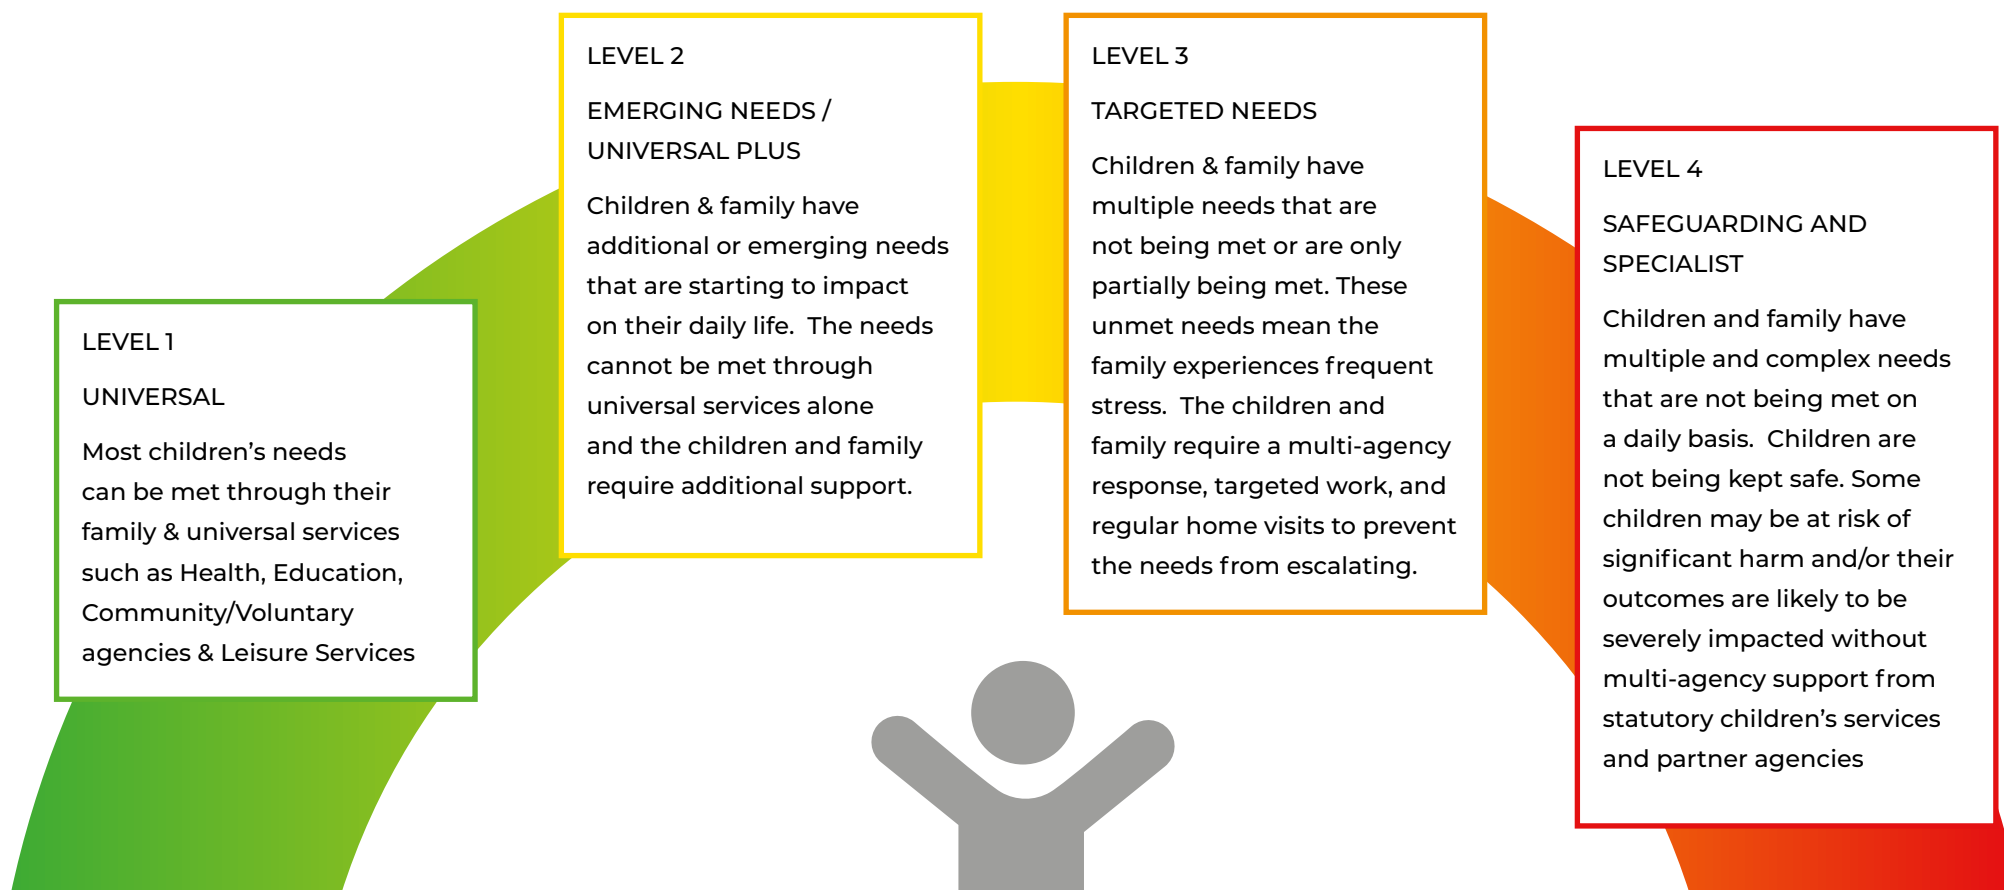 LEVEL 1
UNIVERSAL
Most children’s needs
can be met through their
family & universal services
such as Health, Education,
Community/Voluntary
agencies & Leisure Services
LEVEL 2
EMERGING NEEDS /
UNIVERSAL PLUS
Children & family have
additional or emerging needs
that are starting to impact
on their daily life.  The needs
cannot be met through
universal services alone
and the children and family
require additional support.
LEVEL 3
TARGETED NEEDS
Children & family have
multiple needs that are
not being met or are only
partially being met. These
unmet needs mean the
family experiences frequent
stress.  The children and
family require a multi-agency
response, targeted work, and
regular home visits to prevent
the needs from escalating.
LEVEL 4
SAFEGUARDING AND
SPECIALIST
Children and family have
multiple and complex needs
that are not being met on
a daily basis.  Children are
not being kept safe. Some
children may be at risk of
significant harm and/or their
outcomes are likely to be
severely impacted without
multi-agency support from
statutory children’s services
and partner agencies